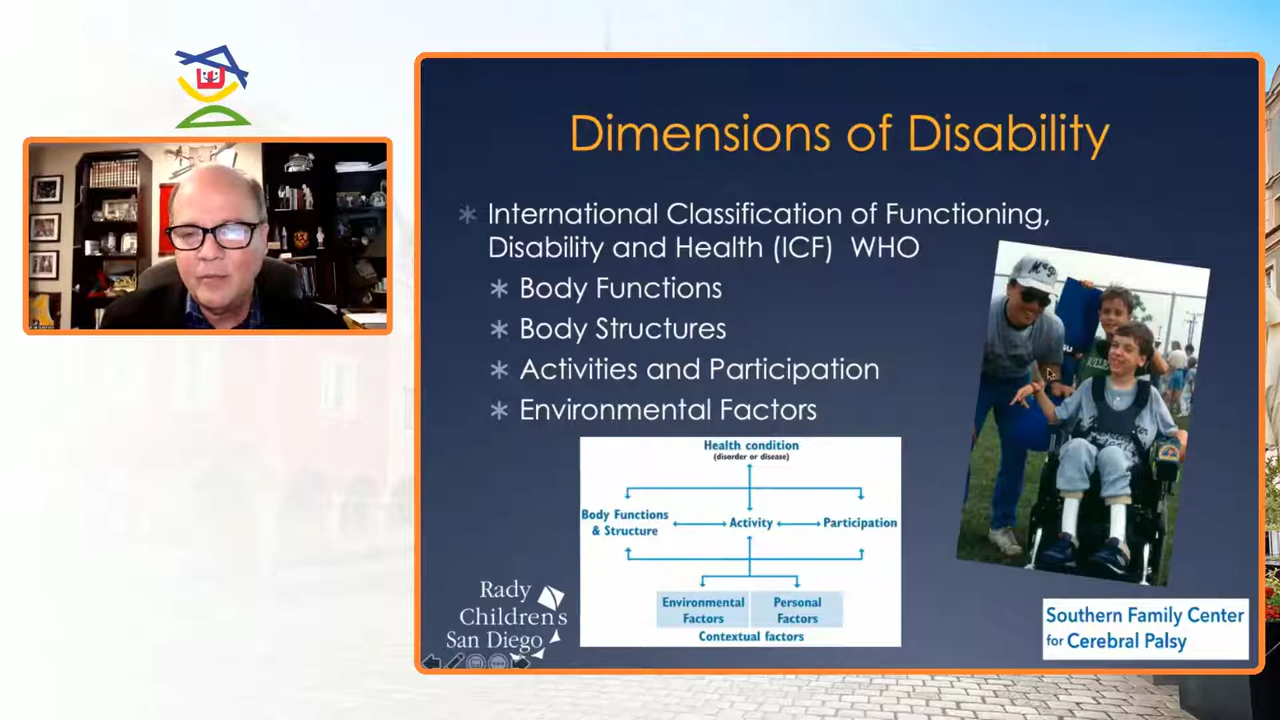 Dimensions of Disability
International Classification of Functioning,
Disability and Health (ICF) WHO
Body Functions
Body Structures
Activities and Participation
Environmental Factors
Health condition
(disorder or disease)
Body Functions
& Structure
Activity
Participation
Environmental
Factors
Personal
Factors
Contextual factors
Rady
Children's
San Diego
Southern Family Center
for Cerebral Palsy